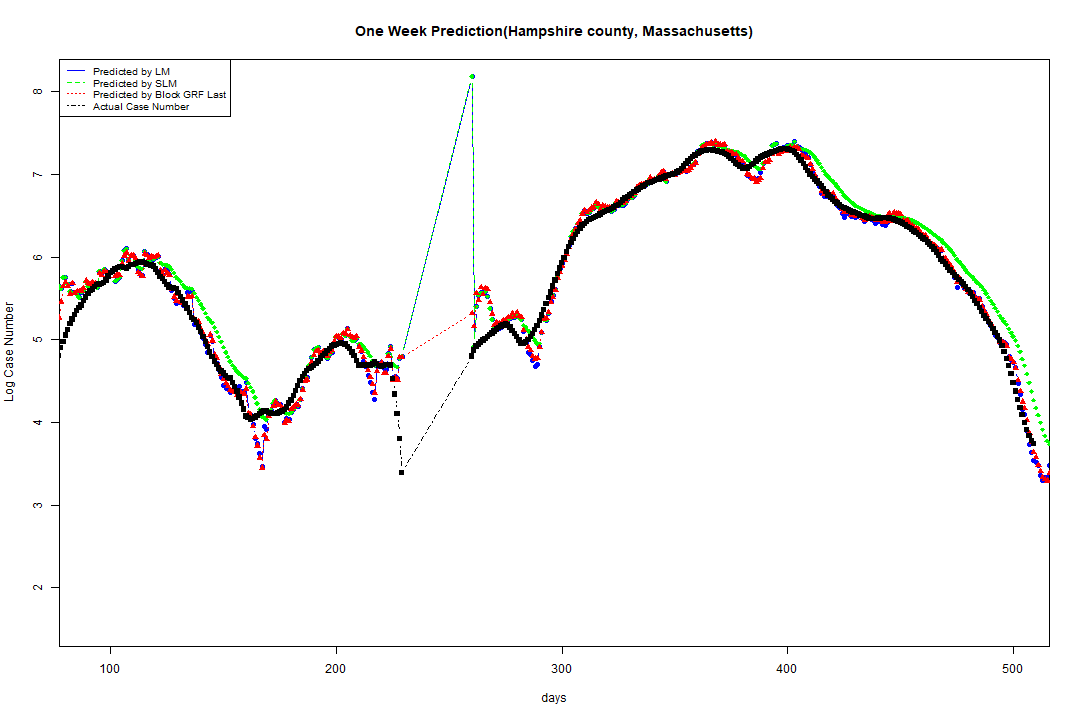 One Week Prediction(Hampshire county, Massachusetts)
Predicted by LM
Predicted by SLM
Predicted by Block GRF Last
Actual Case Number
Log Case Number
8
7
6
5
4
3
2
100 200 300 400 500
days